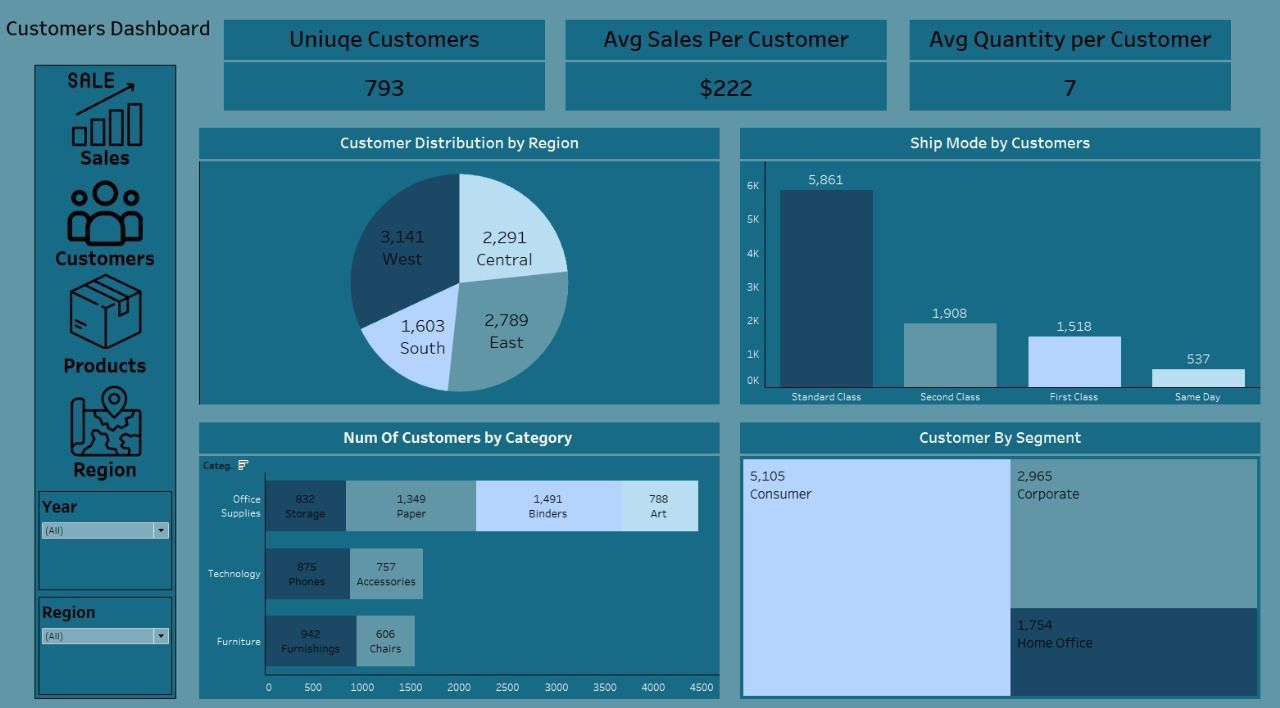 Customers Dashboard
SALE
Sales
Customers
Products
Region
Year
(All)
Region
(All)
Uniuqe Customers
793
Avg Sales Per Customer
$222
Avg Quantity per Customer
7
Customer Distribution by Region
3,141
West
2,291
Central
1,603
South
2,789
East
Ship Mode by Customers
6K
5K
4K
3K
2K
1K
0K
5,861
1,908
1,518
537
Standard Class
Second Class
First Class
Same Day
Num Of Customers by Category
Categ..
Office
Supplies
832
Storage
1,349
Paper
1,491
Binders
788
Art
Technology
875
Phones
757
Accessories
Furniture
942
Furnishings
606
Chairs
0 500 1000 1500 2000 2500 3000 3500 4000 4500
Customer By Segment
5,105
Consumer
2,965
Corporate
1,754
Home Office